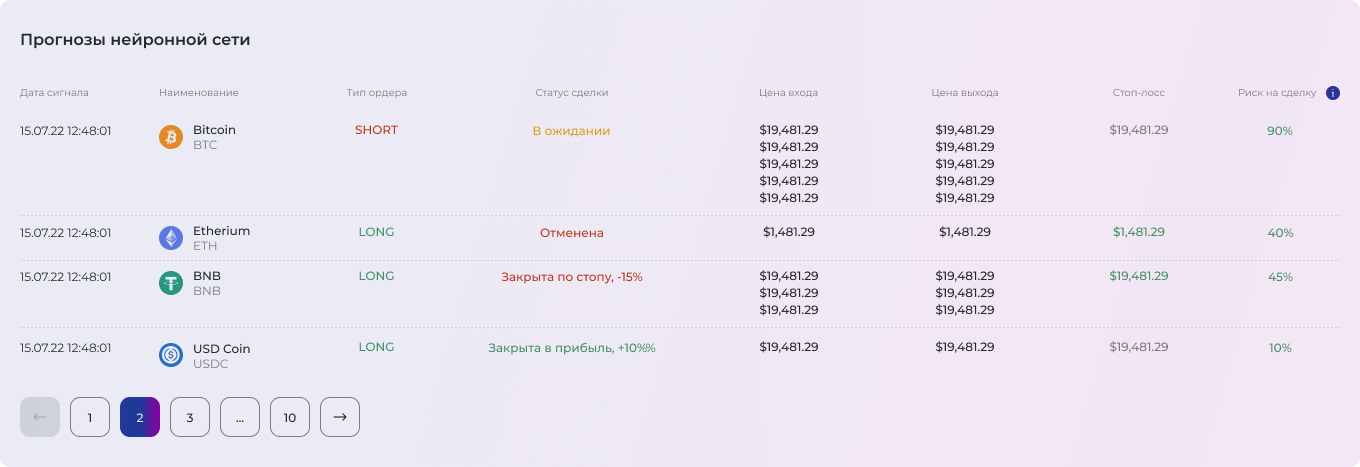 Прогнозы нейронной сети
Дата сигнала Наименование Тип ордера Статус сделки Цена входа Цена выхода Стоп-лосс Риск на сделку i
15.07.22 12:48:01 Bitcoin SHORT В ожидании $19,481.29 $19,481.29 $19,481.29 90%
BTC $19,481.29 $19,481.29
$19,481.29 $19,481.29
$19,481.29 $19,481.29
$19,481.29 $19,481.29
15.07.22 12:48:01 Etherium LONG Отменена $1,481.29 $1,481.29 $1,481.29 40%
ETH
15.07.22 12:48:01 BNB LONG Закрыта по стопу, -15% $19,481.29 $19,481.29 $19,481.29 45%
BNB $19,481.29 $19,481.29
$19,481.29 $19,481.29
15.07.22 12:48:01 USD Coin LONG Закрыта в прибыль, +10%% $19,481.29 $19,481.29 $19,481.29 10%
USDC
← 1 2 3 ... 10 →